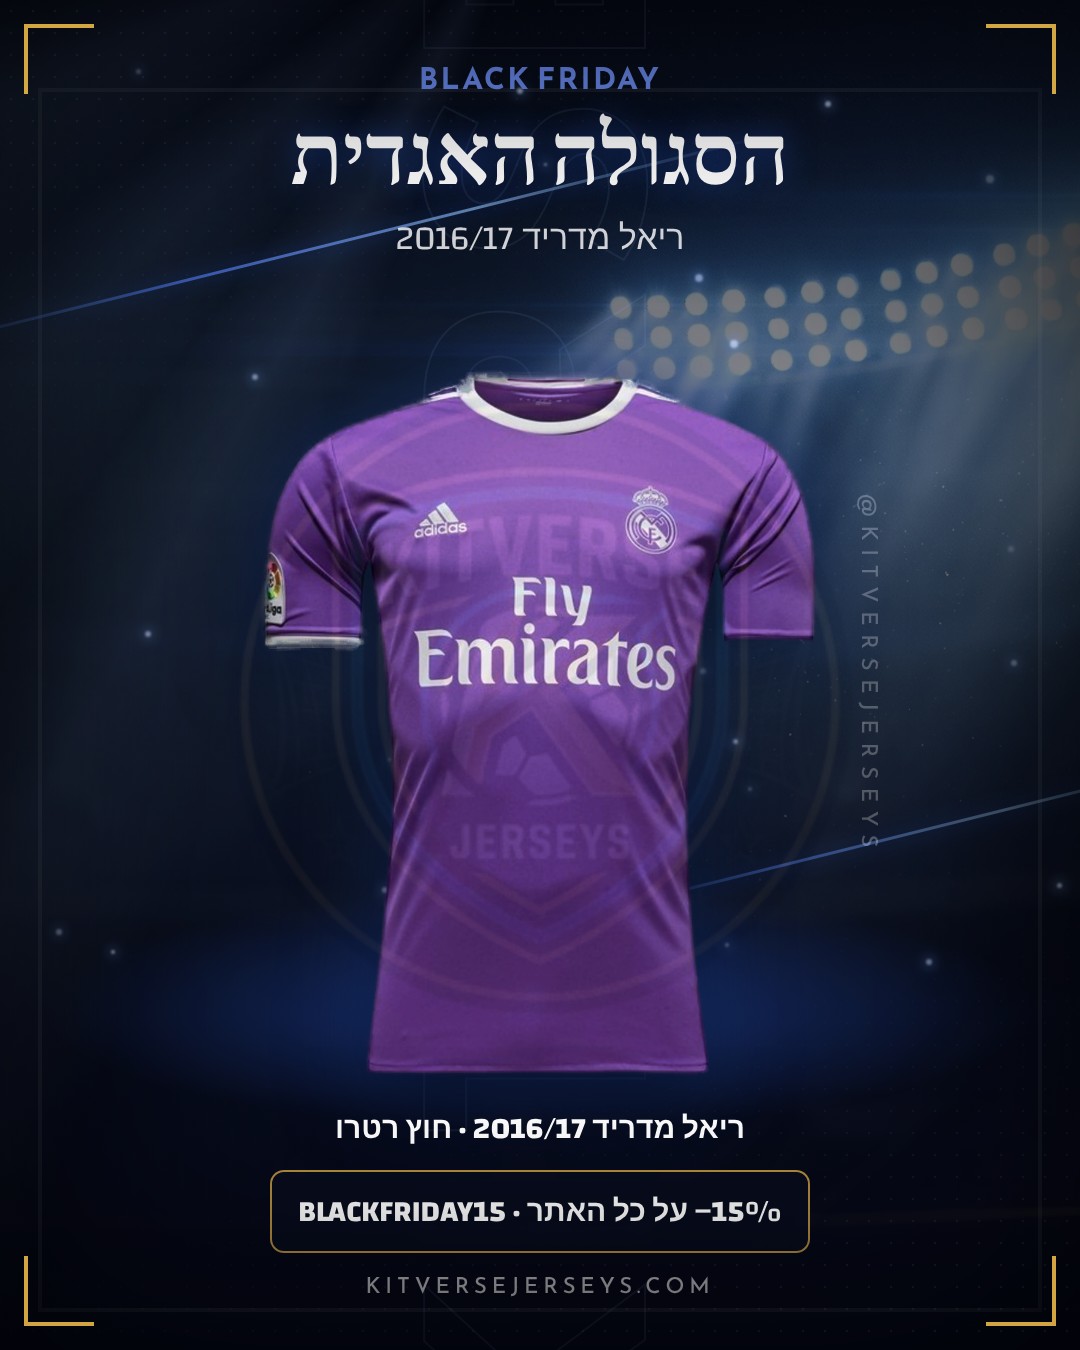 BLACK FRIDAY
הסגולה האגדית
ריאל מדריד 2016/17
adidas
KITVERSE
Fly
Emirates
JERSEYS
@KITVERSEJERSEYS
ריאל מדריד 2016/17 • חוץ רטרו
–15% על כל האתר • BLACKFRIDAY15
KITVERSEJERSEYS.COM